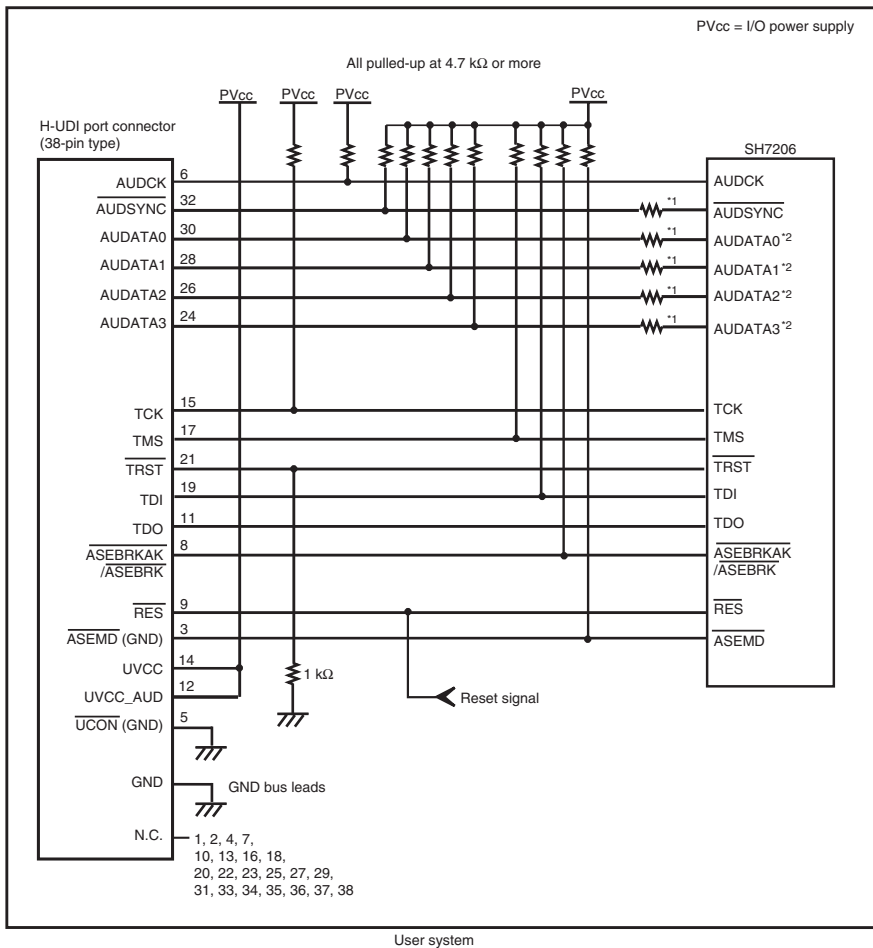 PVcc = I/O power supply
All pulled-up at 4.7 kΩ or more
PVcc PVcc PVcc PVcc
H-UDI port connector
(38-pin type)
SH7206
AUDCK 6 AUDCK
AUDSYNC 32 *1 AUDSYNC
AUDATA0 30 *1 AUDATA0*2
AUDATA1 28 *1 AUDATA1*2
AUDATA2 26 *1 AUDATA2*2
AUDATA3 24 *1 AUDATA3*2
TCK 15 TCK
TMS 17 TMS
TRST 21 TRST
TDI 19 TDI
TDO 11 TDO
ASEBRKAK 8 ASEBRKAK
/ASEBRK /ASEBRK
RES 9 RES
ASEMD (GND) 3 ASEMD
UVCC 14
1 kΩ
UVCC_AUD 12
Reset signal
UCON (GND) 5
GND GND bus leads
N.C. 1, 2, 4, 7,
10, 13, 16, 18,
20, 22, 23, 25, 27, 29,
31, 33, 34, 35, 36, 37, 38
User system